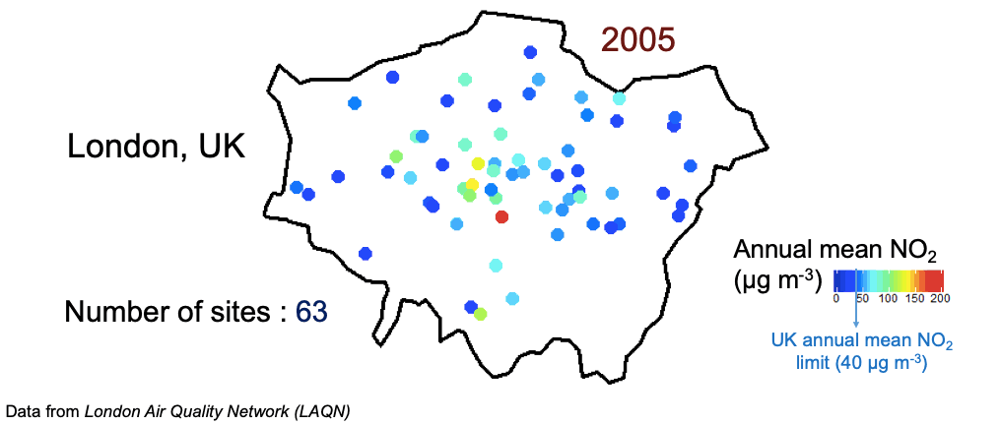 2005
London, UK
Annual mean NO₂
(µg m⁻³)
0 50 100 150 200
Number of sites : 63
UK annual mean NO₂
limit (40 µg m⁻³)
Data from London Air Quality Network (LAQN)